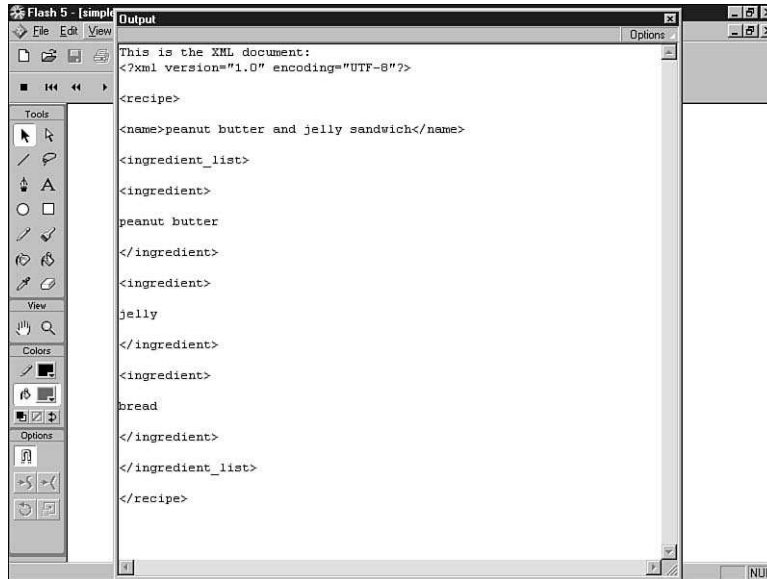 Flash 5 - [simple
File Edit View
Output
Options
This is the XML document:
<?xml version="1.0" encoding="UTF-8"?>
<recipe>
<name>peanut butter and jelly sandwich</name>
<ingredient_list>
<ingredient>
peanut butter
</ingredient>
<ingredient>
jelly
</ingredient>
<ingredient>
bread
</ingredient>
</ingredient_list>
</recipe>
Tools
A
View
Colors
Options